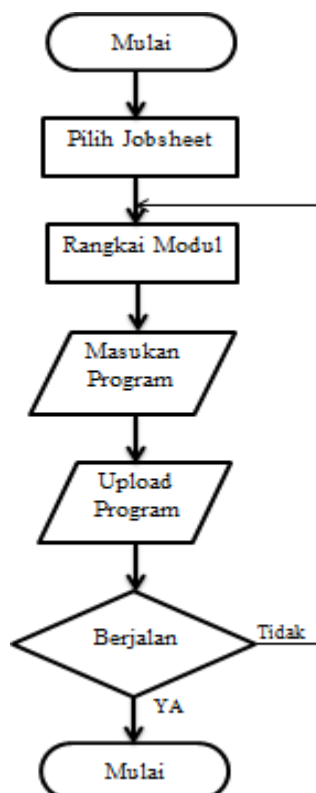 Mulai
Pilih Jobsheet
Rangkai Modul
Masukan
Program
Upload
Program
Berjalan
Tidak
YA
Mulai